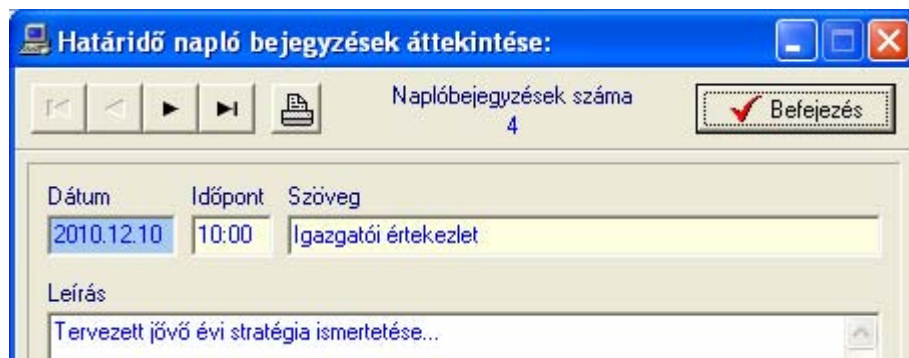 Határidő napló bejegyzések áttekintése:
Naplóbejegyzések száma
4
Befejezés
Dátum Időpont Szöveg
2010.12.10 10:00 Igazgatói értekezlet
Leírás
Tervezett jővő évi stratégia ismertetése...